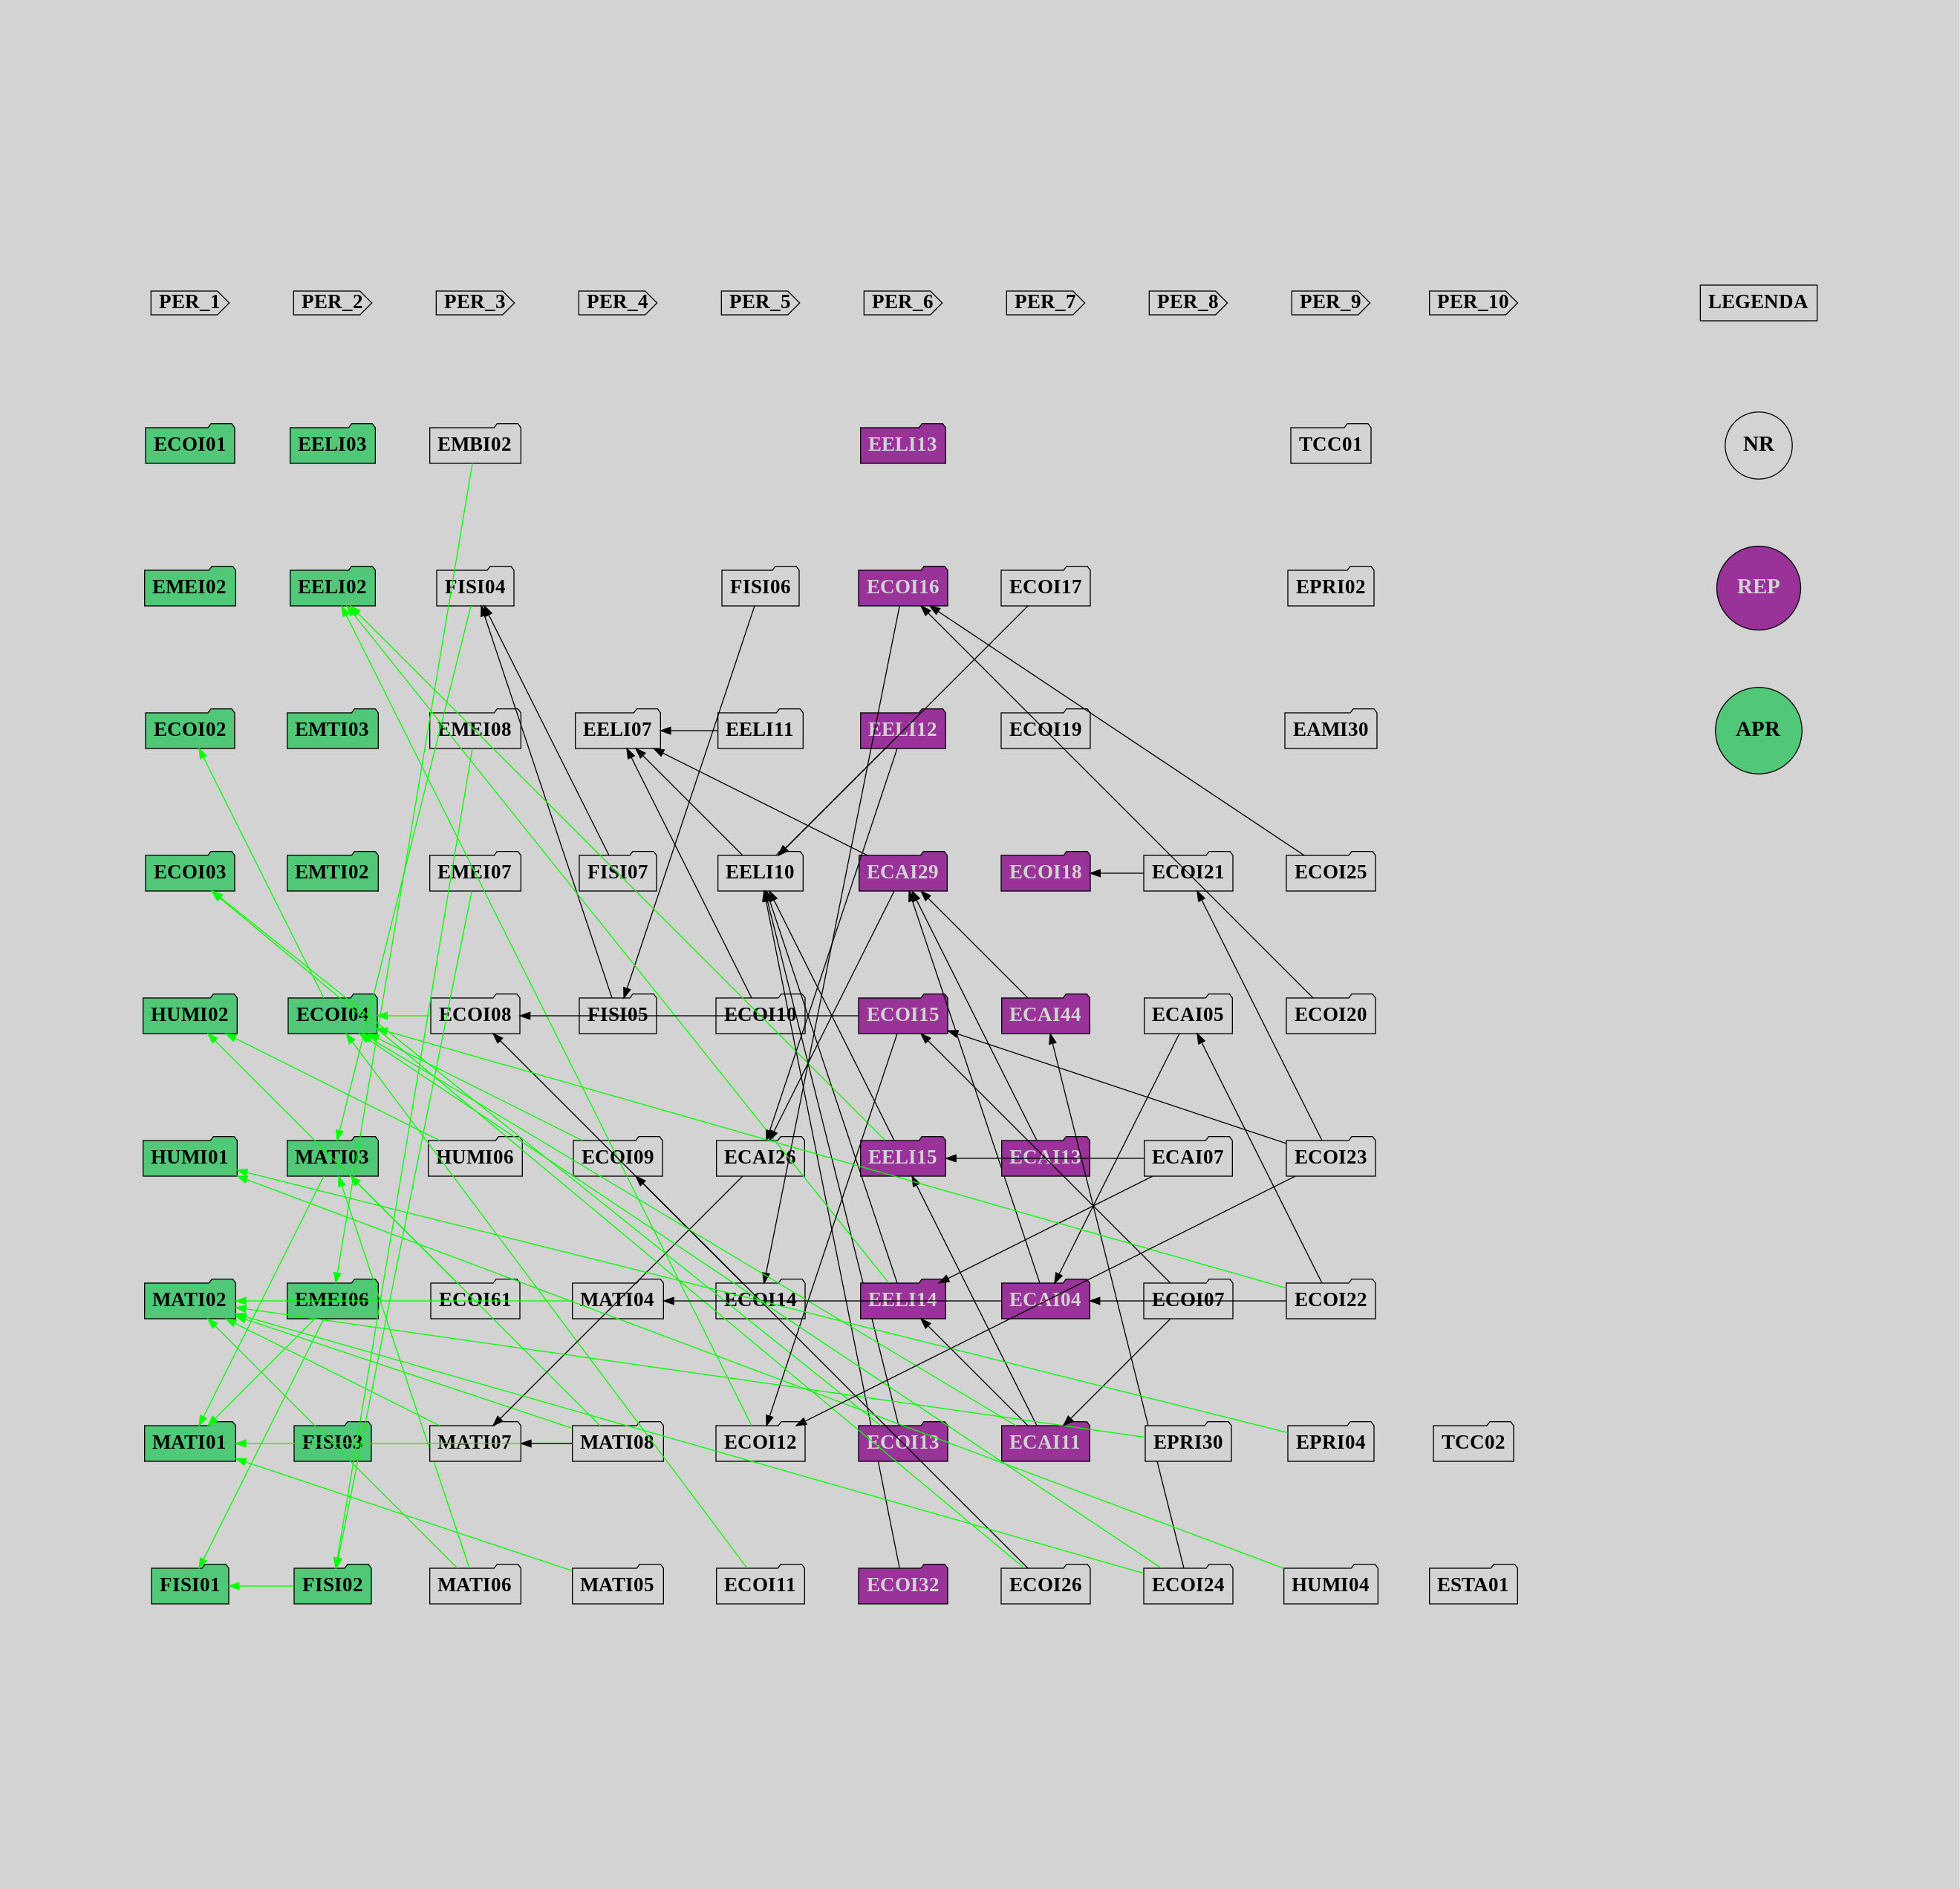 PER_1 PER_2 PER_3 PER_4 PER_5 PER_6 PER_7 PER_8 PER_9 PER_10 LEGENDA
ECOI01 EELI03 EMBI02 EELI13 TCC01 NR
EMEI02 EELI02 FISI04 FISI06 ECOI16 ECOI17 EPRI02 REP
ECOI02 EMTI03 EMEI08 EELI07 EELI11 EELI12 ECOI19 EAMI30 APR
ECOI03 EMTI02 EMEI07 FISI07 EELI10 ECAI29 ECOI18 ECOI21 ECOI25
HUMI02 ECOI04 ECOI08 FISI05 ECOI10 ECOI15 ECAI44 ECAI05 ECOI20
HUMI01 MATI03 HUMI06 ECOI09 ECAI26 EELI15 ECAI13 ECAI07 ECOI23
MATI02 EMEI06 ECOI61 MATI04 ECOI14 EELI14 ECAI04 ECOI07 ECOI22
MATI01 FISI03 MATI07 MATI08 ECOI12 ECOI13 ECAI11 EPRI30 EPRI04 TCC02
FISI01 FISI02 MATI06 MATI05 ECOI11 ECOI32 ECOI26 ECOI24 HUMI04 ESTA01